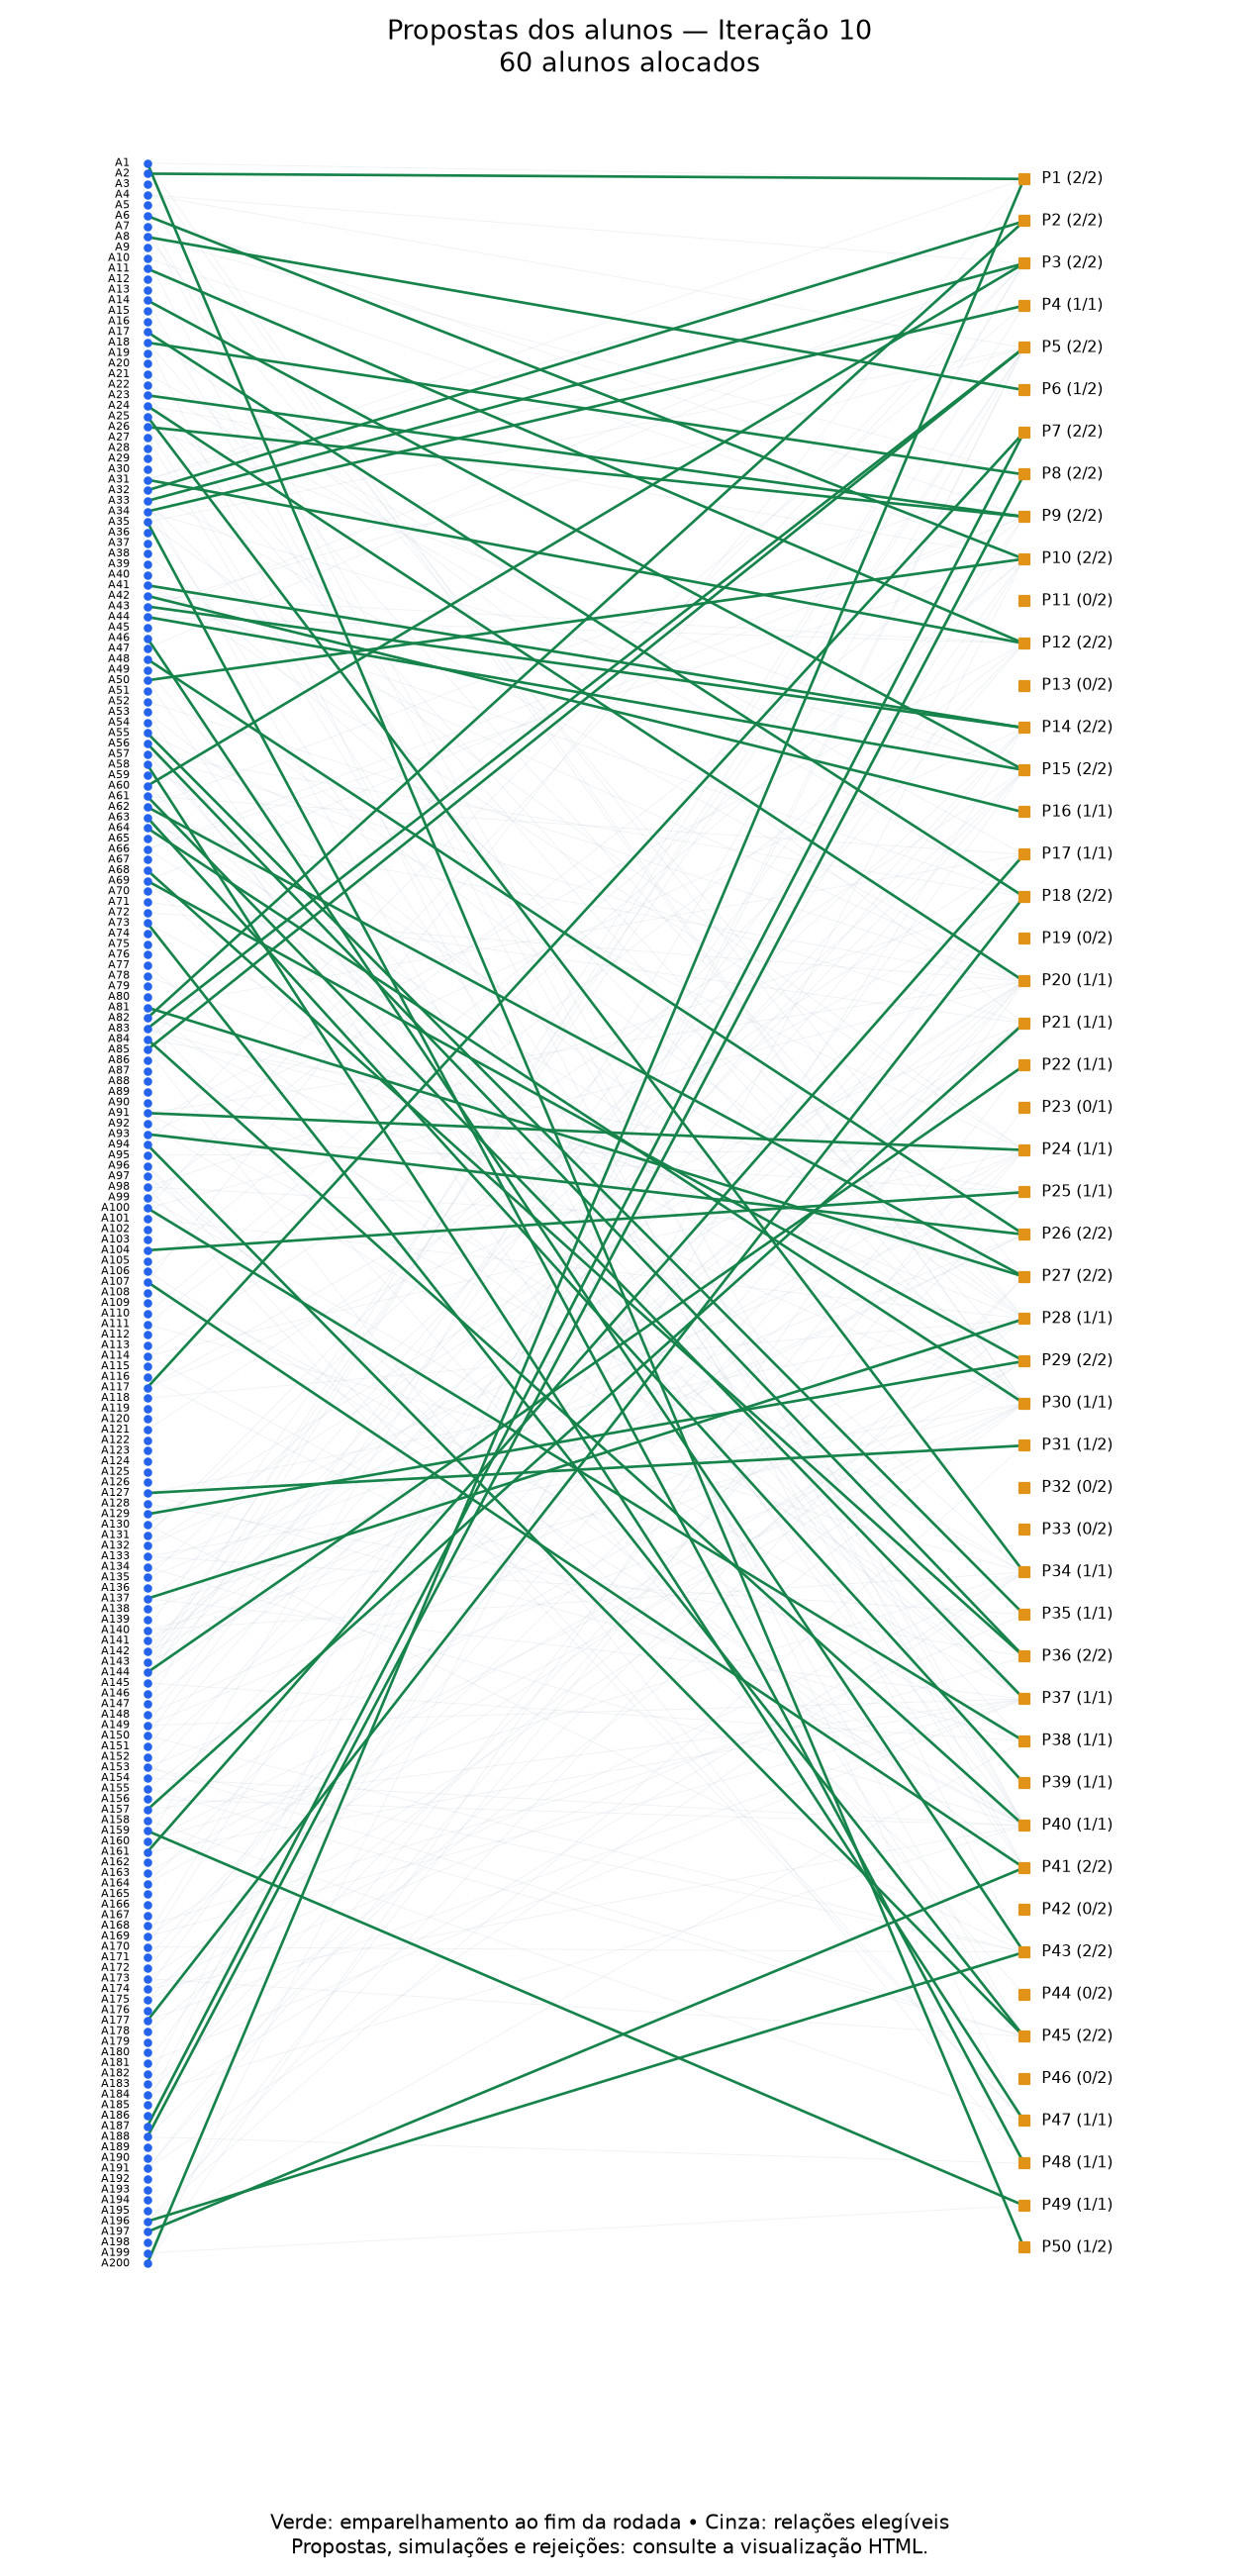 Propostas dos alunos — Iteração 10
60 alunos alocados
A1
A2
A3
A4
A5
A6
A7
A8
A9
A10
A11
A12
A13
A14
A15
A16
A17
A18
A19
A20
A21
A22
A23
A24
A25
A26
A27
A28
A29
A30
A31
A32
A33
A34
A35
A36
A37
A38
A39
A40
A41
A42
A43
A44
A45
A46
A47
A48
A49
A50
A51
A52
A53
A54
A55
A56
A57
A58
A59
A60
A61
A62
A63
A64
A65
A66
A67
A68
A69
A70
A71
A72
A73
A74
A75
A76
A77
A78
A79
A80
A81
A82
A83
A84
A85
A86
A87
A88
A89
A90
A91
A92
A93
A94
A95
A96
A97
A98
A99
A100
A101
A102
A103
A104
A105
A106
A107
A108
A109
A110
A111
A112
A113
A114
A115
A116
A117
A118
A119
A120
A121
A122
A123
A124
A125
A126
A127
A128
A129
A130
A131
A132
A133
A134
A135
A136
A137
A138
A139
A140
A141
A142
A143
A144
A145
A146
A147
A148
A149
A150
A151
A152
A153
A154
A155
A156
A157
A158
A159
A160
A161
A162
A163
A164
A165
A166
A167
A168
A169
A170
A171
A172
A173
A174
A175
A176
A177
A178
A179
A180
A181
A182
A183
A184
A185
A186
A187
A188
A189
A190
A191
A192
A193
A194
A195
A196
A197
A198
A199
A200
P1 (2/2)
P2 (2/2)
P3 (2/2)
P4 (1/1)
P5 (2/2)
P6 (1/2)
P7 (2/2)
P8 (2/2)
P9 (2/2)
P10 (2/2)
P11 (0/2)
P12 (2/2)
P13 (0/2)
P14 (2/2)
P15 (2/2)
P16 (1/1)
P17 (1/1)
P18 (2/2)
P19 (0/2)
P20 (1/1)
P21 (1/1)
P22 (1/1)
P23 (0/1)
P24 (1/1)
P25 (1/1)
P26 (2/2)
P27 (2/2)
P28 (1/1)
P29 (2/2)
P30 (1/1)
P31 (1/2)
P32 (0/2)
P33 (0/2)
P34 (1/1)
P35 (1/1)
P36 (2/2)
P37 (1/1)
P38 (1/1)
P39 (1/1)
P40 (1/1)
P41 (2/2)
P42 (0/2)
P43 (2/2)
P44 (0/2)
P45 (2/2)
P46 (0/2)
P47 (1/1)
P48 (1/1)
P49 (1/1)
P50 (1/2)
Verde: emparelhamento ao fim da rodada • Cinza: relações elegíveis
Propostas, simulações e rejeições: consulte a visualização HTML.